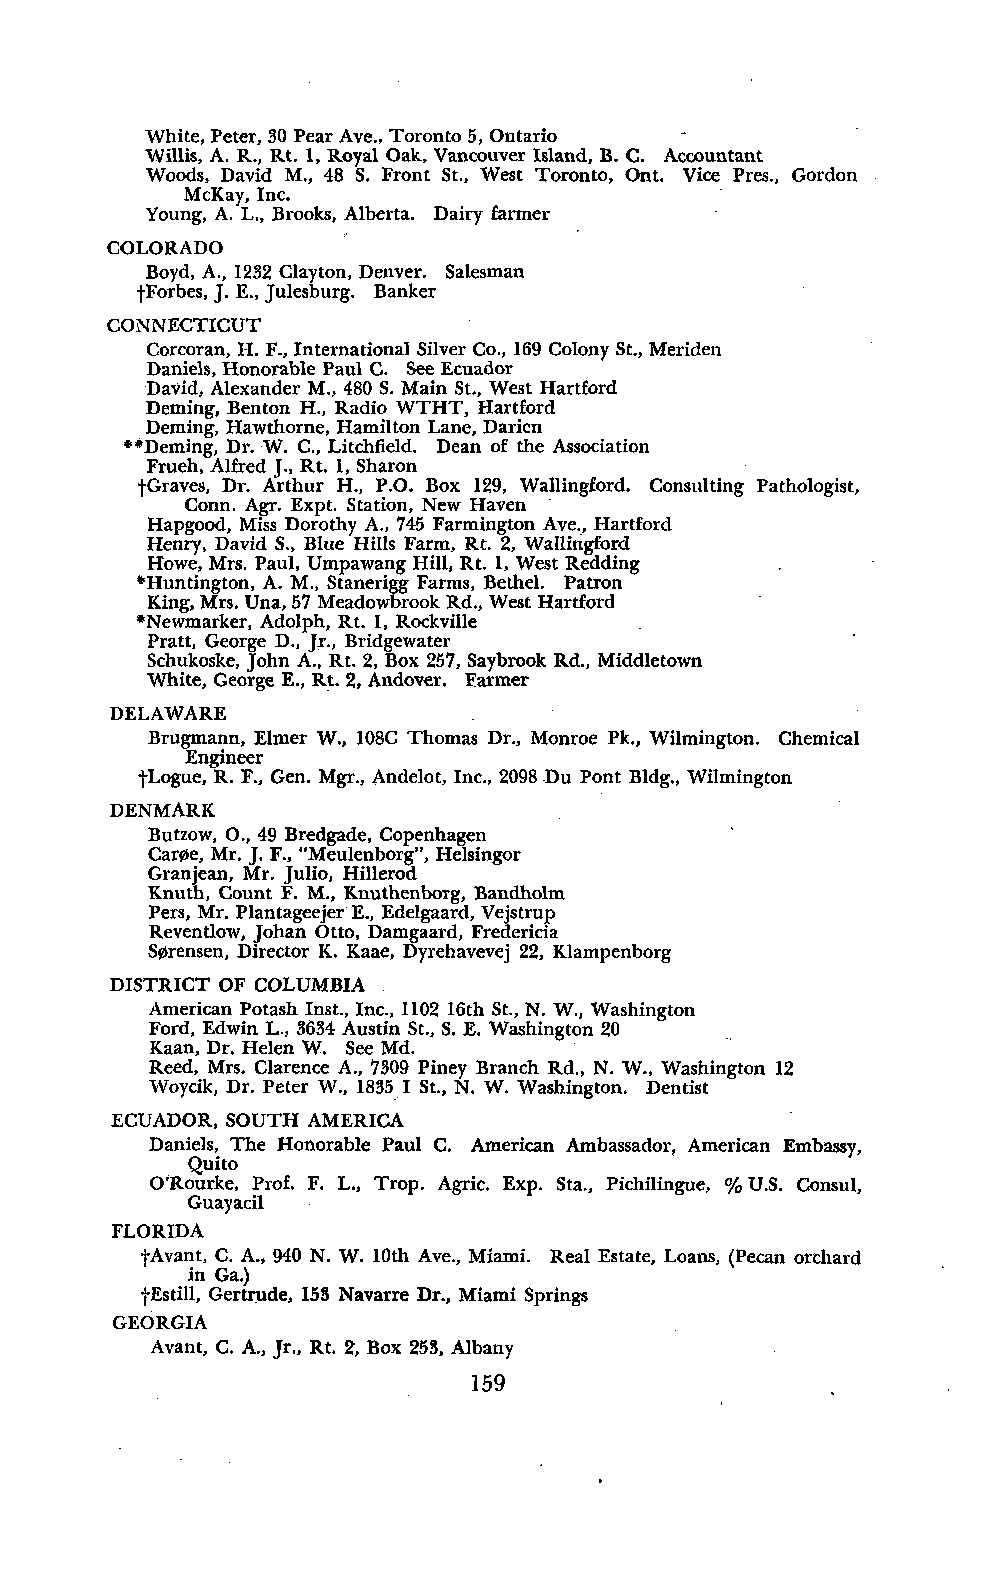 White, Peter, 30 Pear Ave., Toronto 5, Ontario
Willis, A. R., Rt. 1, Royal Oak, Vancouver Island, B. C. Accountant
Woods, David M., 48 S. Front St., West Toronto, Ont. Vice Pres., Gordon
McKay, Inc.
Young, A. L., Brooks, Alberta. Dairy farmer
COLORADO
Boyd, A., 1232 Clayton, Denver. Salesman
†Forbes, J. E., Julesburg. Banker
CONNECTICUT
Corcoran, H. F., International Silver Co., 169 Colony St., Meriden
Daniels, Honorable Paul C. See Ecuador
David, Alexander M., 480 S. Main St., West Hartford
Deming, Benton H., Radio WTHT, Hartford
Deming, Hawthorne, Hamilton Lane, Darien
**Deming, Dr. W. C., Litchfield. Dean of the Association
Frueh, Alfred J., Rt. 1, Sharon
†Graves, Dr. Arthur H., P.O. Box 129, Wallingford. Consulting Pathologist,
Conn. Agr. Expt. Station, New Haven
Hapgood, Miss Dorothy A., 745 Farmington Ave., Hartford
Henry, David S., Blue Hills Farm, Rt. 2, Wallingford
Howe, Mrs. Paul, Umpawang Hill, Rt. 1, West Redding
*Huntington, A. M., Stanerigg Farms, Bethel. Patron
King, Mrs. Una, 57 Meadowbrook Rd., West Hartford
*Newmarker, Adolph, Rt. 1, Rockville
Pratt, George D., Jr., Bridgewater
Schukoske, John A., Rt. 2, Box 257, Saybrook Rd., Middletown
White, George E., Rt. 2, Andover. Farmer
DELAWARE
Brugmann, Elmer W., 108C Thomas Dr., Monroe Pk., Wilmington. Chemical
Engineer
†Logue, R. F., Gen. Mgr., Andelot, Inc., 2098 Du Pont Bldg., Wilmington
DENMARK
Butzow, O., 49 Bredgade, Copenhagen
Carøe, Mr. J. F., "Meulenborg", Helsingor
Granjean, Mr. Julio, Hillerod
Knuth, Count F. M., Knuthenborg, Bandholm
Pers, Mr. Plantageejer E., Edelgaard, Vejstrup
Reventlow, Johan Otto, Damgaard, Fredericia
Sørensen, Director K. Kaae, Dyrehavevej 22, Klampenborg
DISTRICT OF COLUMBIA
American Potash Inst., Inc., 1102 16th St., N. W., Washington
Ford, Edwin L., 3634 Austin St., S. E. Washington 20
Kaan, Dr. Helen W. See Md.
Reed, Mrs. Clarence A., 7309 Piney Branch Rd., N. W., Washington 12
Woycik, Dr. Peter W., 1835 I St., N. W. Washington. Dentist
ECUADOR, SOUTH AMERICA
Daniels, The Honorable Paul C. American Ambassador, American Embassy,
Quito
O'Rourke, Prof. F. L., Trop. Agric. Exp. Sta., Pichilingue, % U.S. Consul,
Guayacil
FLORIDA
†Avant, C. A., 940 N. W. 10th Ave., Miami. Real Estate, Loans, (Pecan orchard
in Ga.)
†Estill, Gertrude, 153 Navarre Dr., Miami Springs
GEORGIA
Avant, C. A., Jr., Rt. 2, Box 253, Albany
159